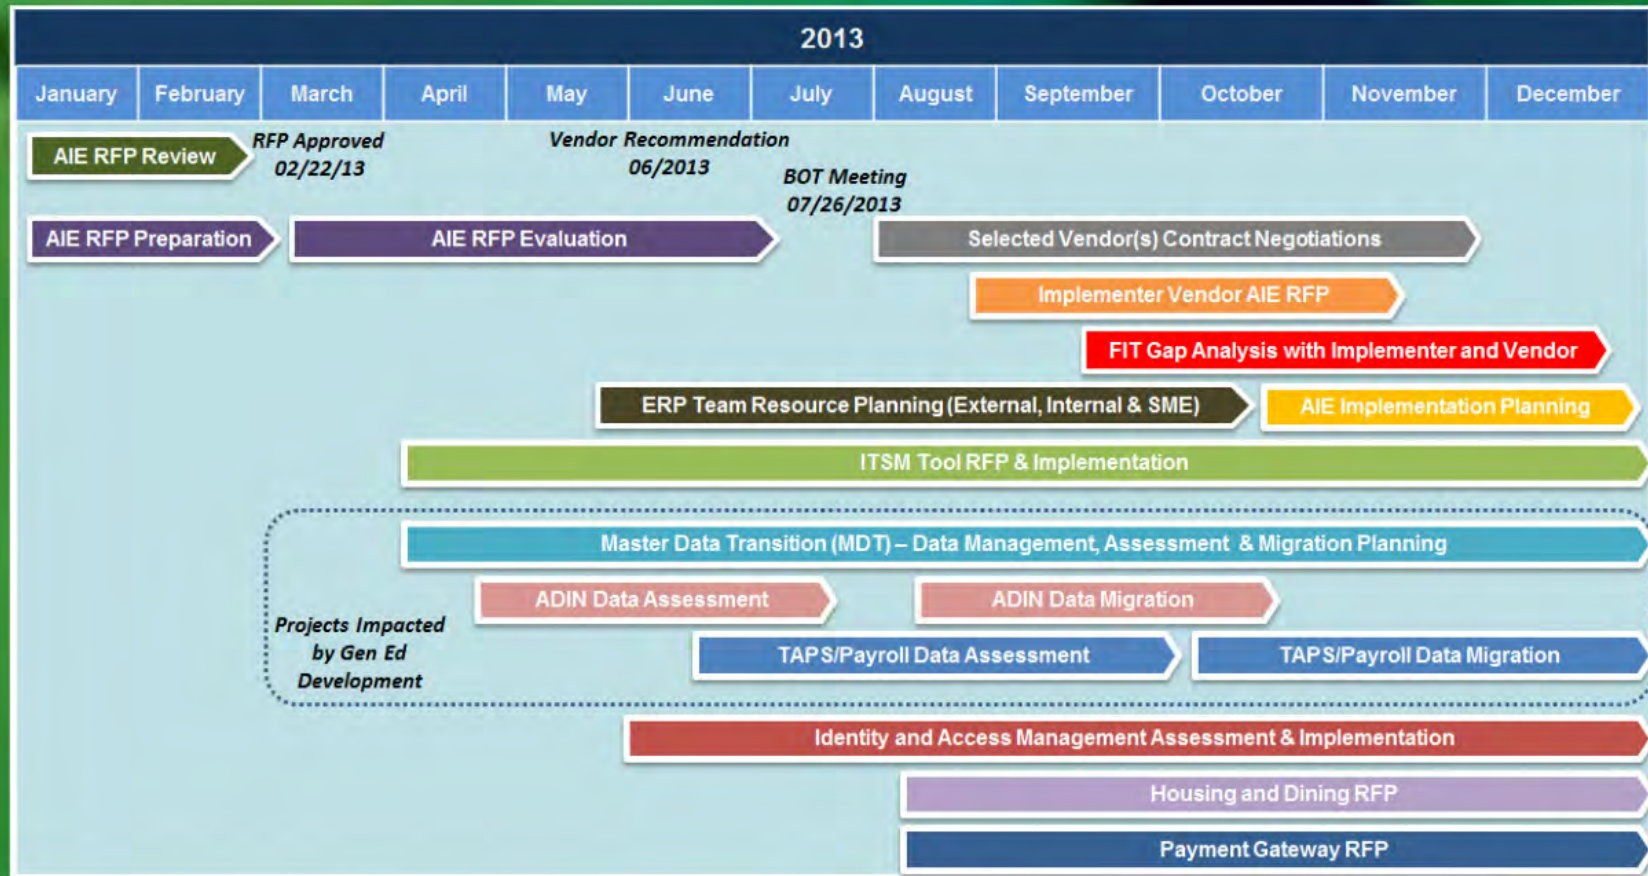 2013
January February March April May June July August September October November December
AIE RFP Review
RFP Approved
02/22/13
Vendor Recommendation
06/2013
BOT Meeting
07/26/2013
AIE RFP Preparation
AIE RFP Evaluation
Selected Vendor(s) Contract Negotiations
Implementer Vendor AIE RFP
FIT Gap Analysis with Implementer and Vendor
ERP Team Resource Planning (External, Internal & SME)
AIE Implementation Planning
ITSM Tool RFP & Implementation
Master Data Transition (MDT) – Data Management, Assessment & Migration Planning
ADIN Data Assessment
ADIN Data Migration
Projects Impacted
by Gen Ed
Development
TAPS/Payroll Data Assessment
TAPS/Payroll Data Migration
Identity and Access Management Assessment & Implementation
Housing and Dining RFP
Payment Gateway RFP